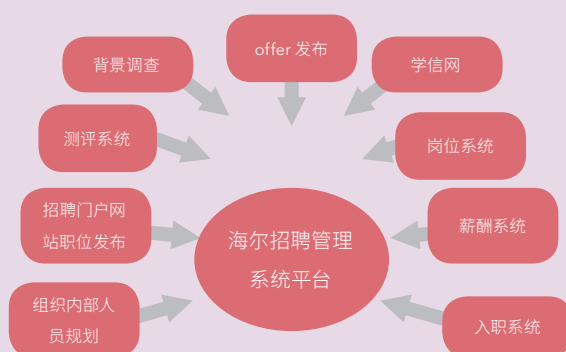 offer 发布
背景调查
学信网
测评系统
岗位系统
招聘门户网
站职位发布
薪酬系统
海尔招聘管理
系统平台
组织内部人
员规划
入职系统